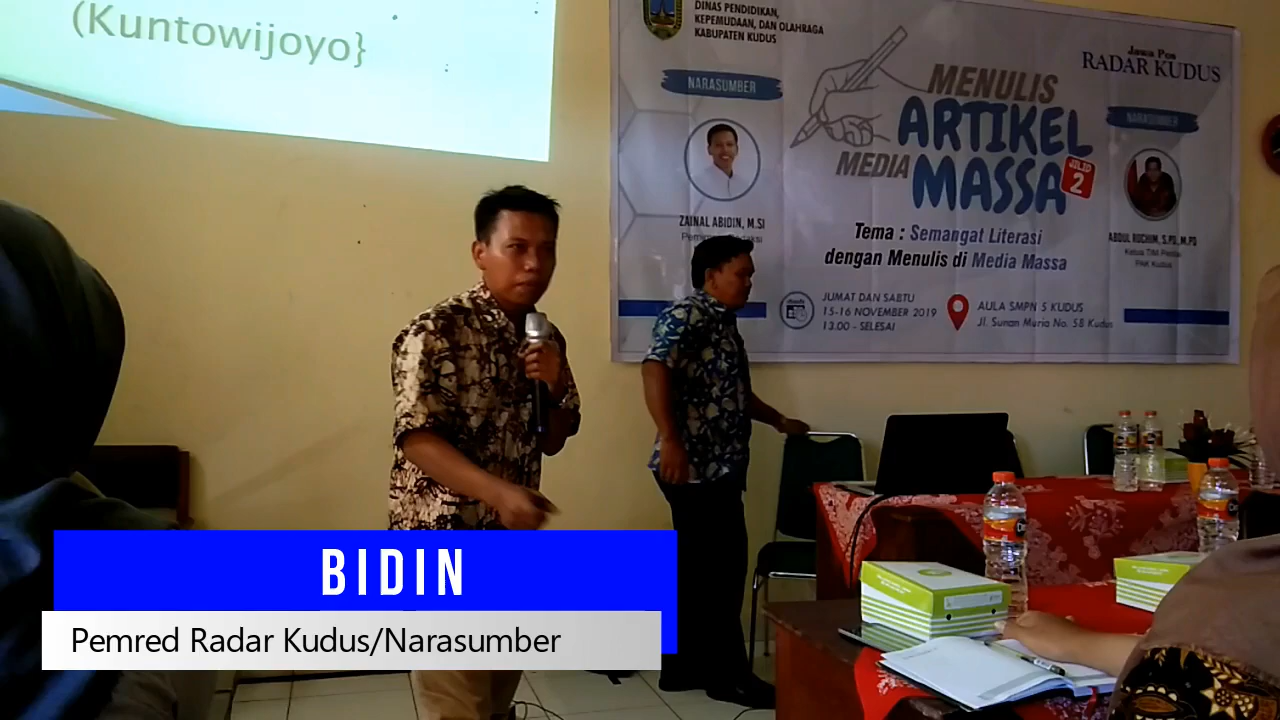 (Kuntowijoyo}
DINAS PENDIDIKAN,
KEPEMUDAAN, DAN OLAHRAGA
KABUPATEN KUDUS
Jawa Pos
RADAR KUDUS
NARASUMBER
MENULIS
ARTIKEL
MEDIA
MASSA
JILID
2
NARASUMBER
ZAINAL ABIDIN, M.SI
ABDUL ROCHIM, S.PD, M.PD
Tema : Semangat Literasi
dengan Menulis di Media Massa
JUMAT DAN SABTU
15-16 NOVEMBER 2019
13.00 - SELESAI
AULA SMPN 5 KUDUS
Jl. Sunan Muria No. 58 Kudus
BIDIN
Pemred Radar Kudus/Narasumber